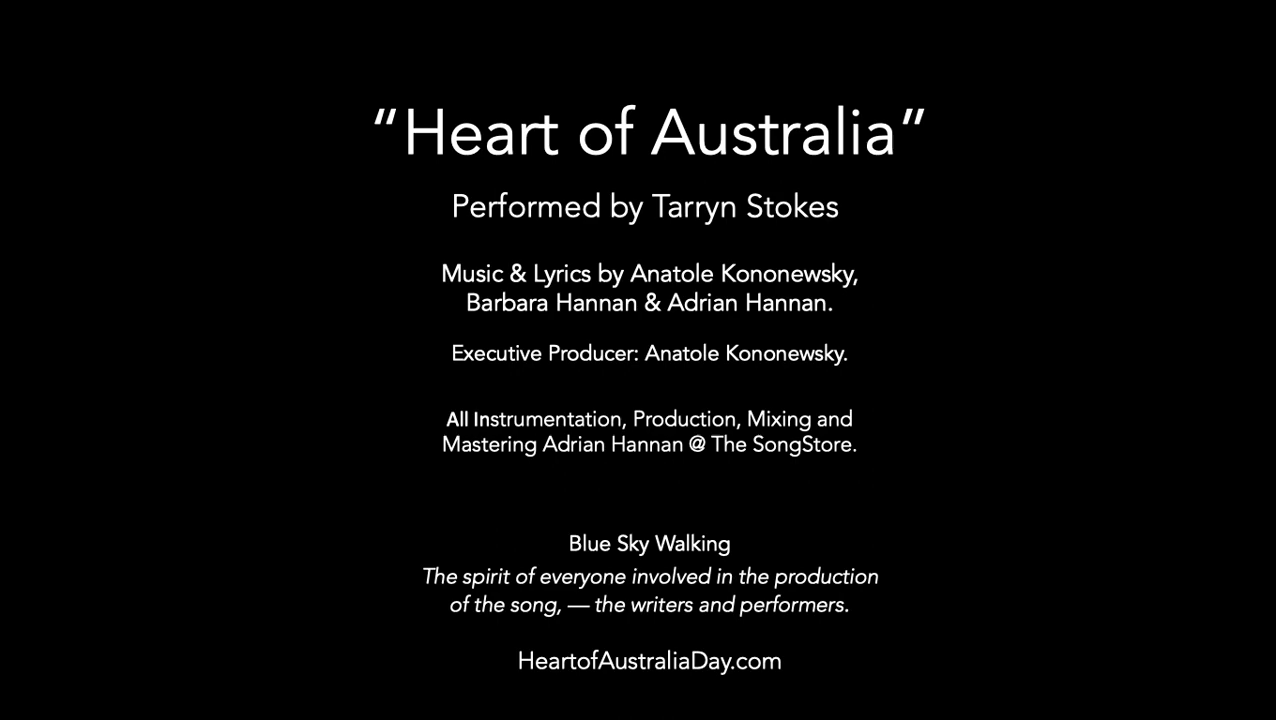 “Heart of Australia”
Performed by Tarryn Stokes
Music & Lyrics by Anatole Kononewsky,
Barbara Hannan & Adrian Hannan.
Executive Producer: Anatole Kononewsky.
All Instrumentation, Production, Mixing and
Mastering Adrian Hannan @ The SongStore.
Blue Sky Walking
The spirit of everyone involved in the production
of the song, — the writers and performers.
HeartofAustraliaDay.com